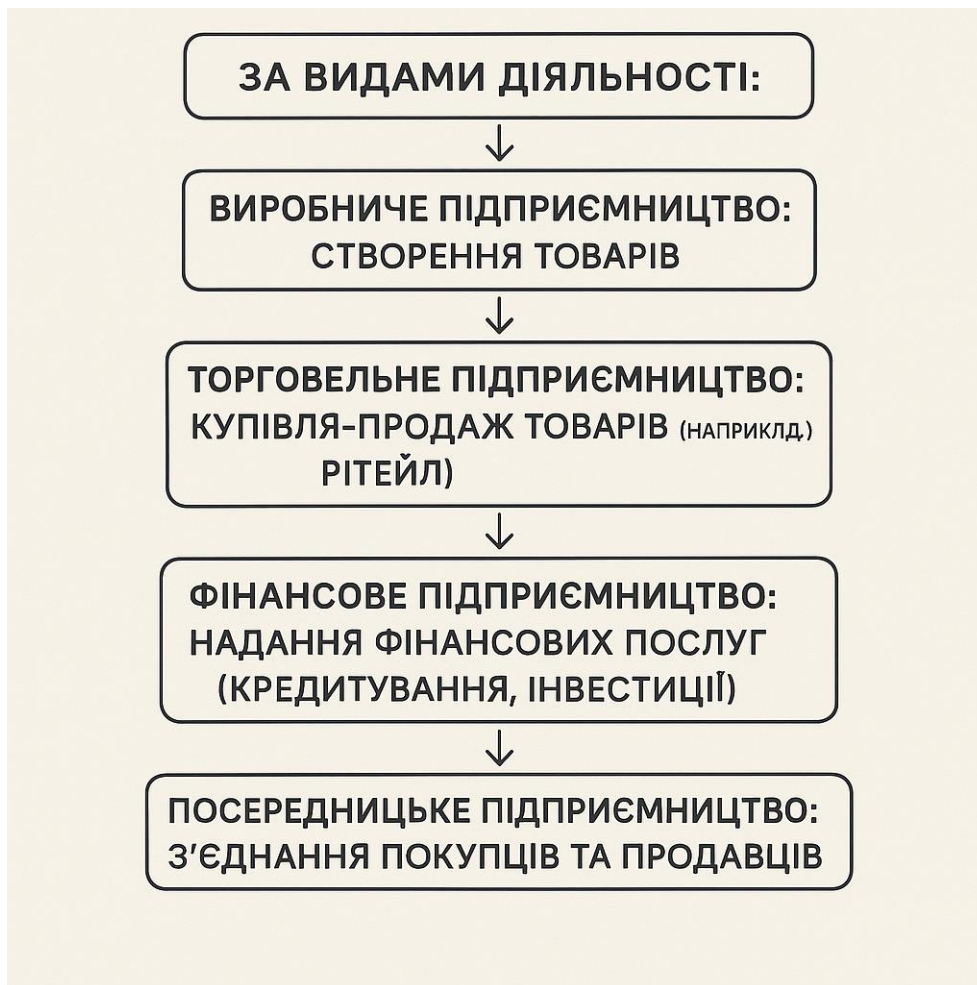 ЗА ВИДАМИ ДІЯЛЬНОСТІ:
ВИРОБНИЧЕ ПІДПРИЄМНИЦТВО:
СТВОРЕННЯ ТОВАРІВ
ТОРГОВЕЛЬНЕ ПІДПРИЄМНИЦТВО:
КУПІВЛЯ-ПРОДАЖ ТОВАРІВ (НАПРИКЛД.)
РІТЕЙЛ)
ФІНАНСОВЕ ПІДПРИЄМНИЦТВО:
НАДАННЯ ФІНАНСОВИХ ПОСЛУГ
(КРЕДИТУВАННЯ, ІНВЕСТИЦІЇ)
ПОСЕРЕДНИЦЬКЕ ПІДПРИЄМНИЦТВО:
З’ЄДНАННЯ ПОКУПЦІВ ТА ПРОДАВЦІВ